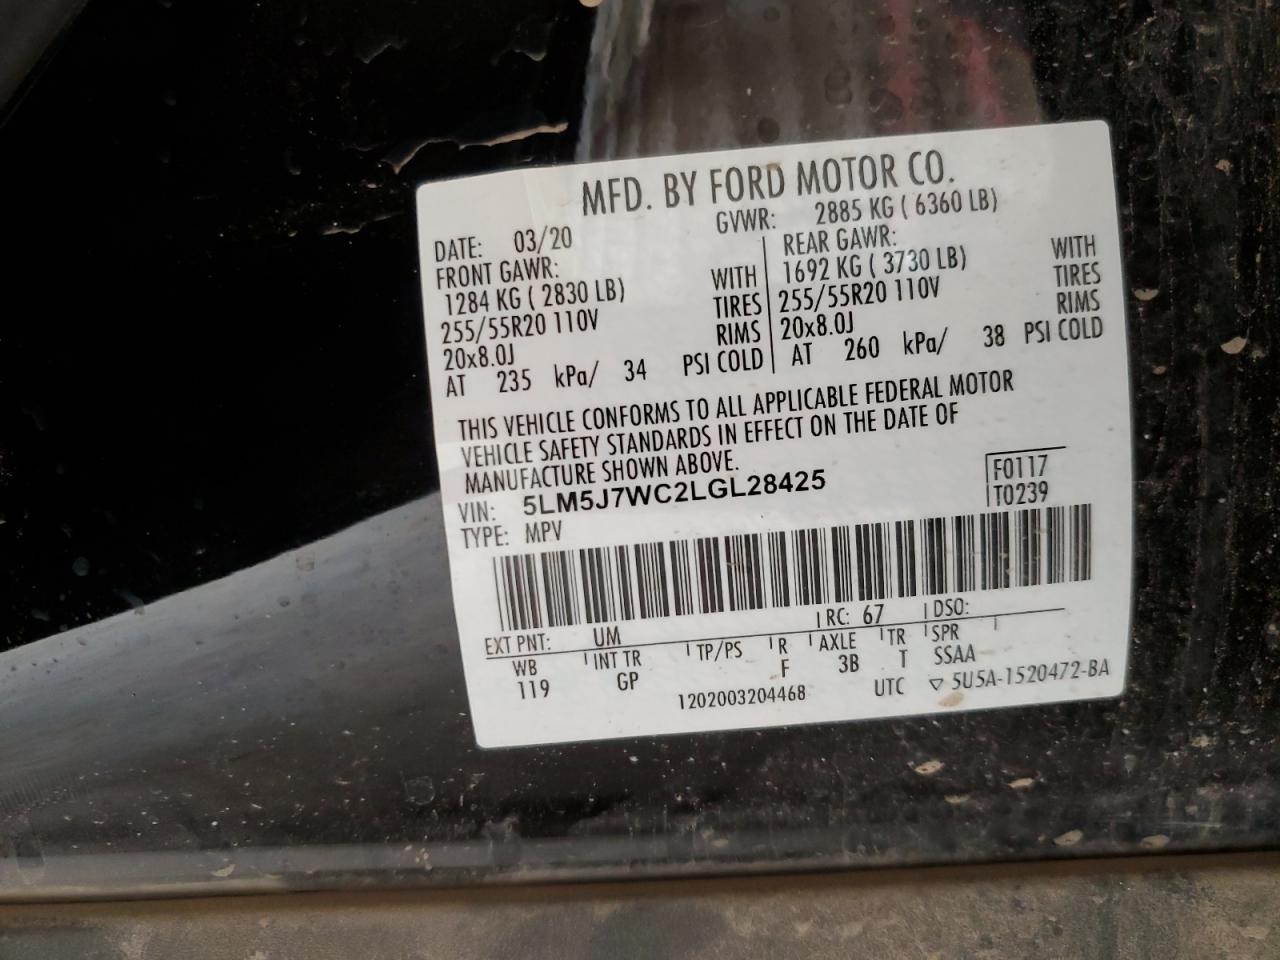 MFD. BY FORD MOTOR CO.
DATE: 03/20 GVWR: 2885 KG ( 6360 LB)
FRONT GAWR: REAR GAWR:
1284 KG ( 2830 LB) WITH 1692 KG ( 3730 LB) WITH
255/55R20 110V TIRES 255/55R20 110V TIRES
20x8.0J RIMS 20x8.0J RIMS
AT 235 kPa/ 34 PSI COLD AT 260 kPa/ 38 PSI COLD
THIS VEHICLE CONFORMS TO ALL APPLICABLE FEDERAL MOTOR
VEHICLE SAFETY STANDARDS IN EFFECT ON THE DATE OF
MANUFACTURE SHOWN ABOVE.
VIN: 5LM5J7WC2LGL28425 F0117
TYPE: MPV T0239
EXT PNT: UM RC: 67 DSO:
WB INT TR TP/PS R AXLE TR SPR
119 GP F 3B T SSAA
1202003204468 UTC ▽ 5U5A-1520472-BA